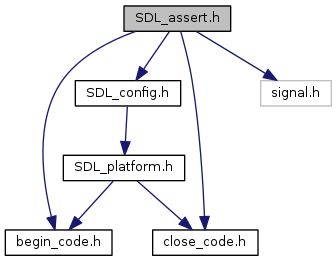 SDL_assert.h
SDL_config.h
signal.h
SDL_platform.h
begin_code.h
close_code.h